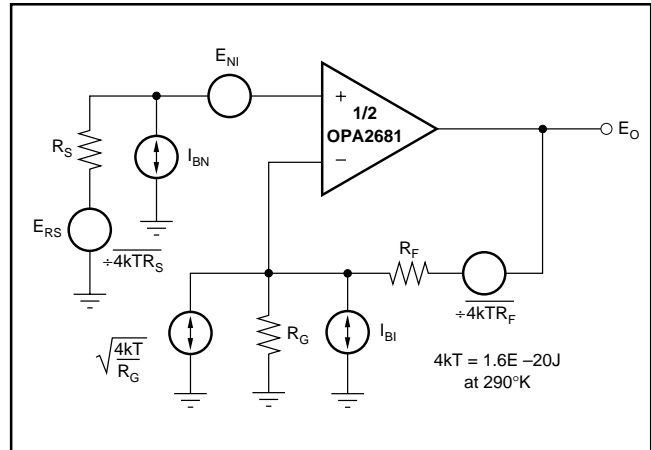 E_NI
+
1/2
OPA2681
−
E_O
R_S
I_BN
E_RS
÷4kTR_S
R_F
÷4kTR_F
√4kT/R_G
R_G
I_BI
4kT = 1.6E –20J
at 290°K